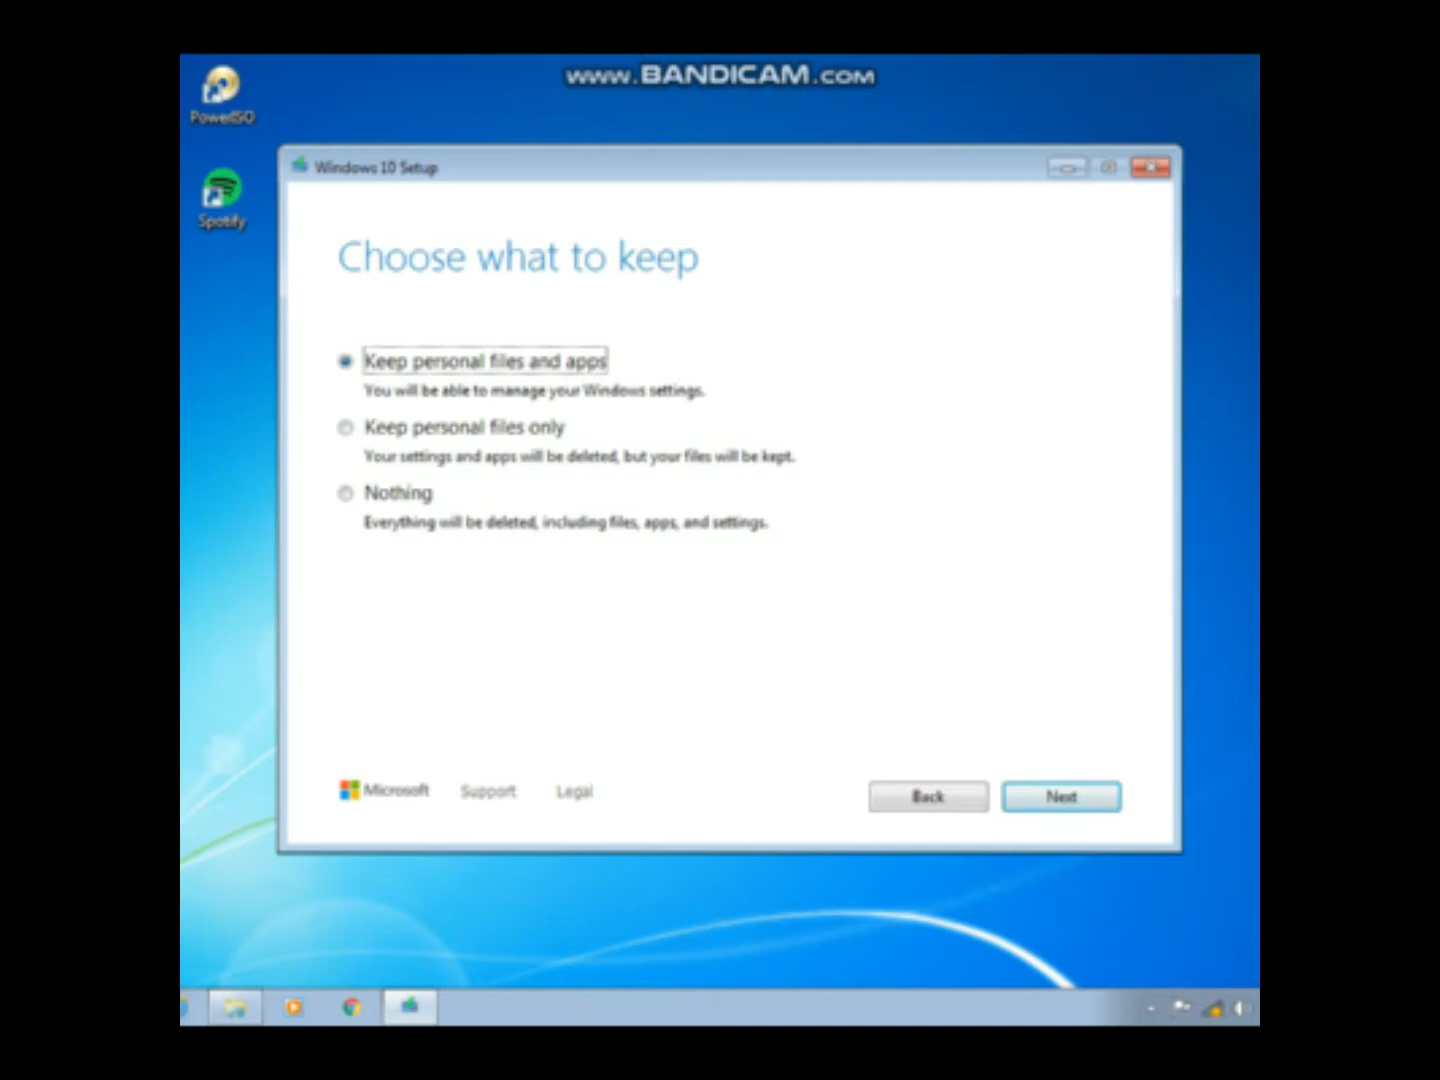 www.BANDICAM.com
PowerISO
Spotify
Windows 10 Setup
Choose what to keep
Keep personal files and apps
You will be able to manage your Windows settings.
Keep personal files only
Your settings and apps will be deleted, but your files will be kept.
Nothing
Everything will be deleted, including files, apps, and settings.
Microsoft Support Legal
Back Next